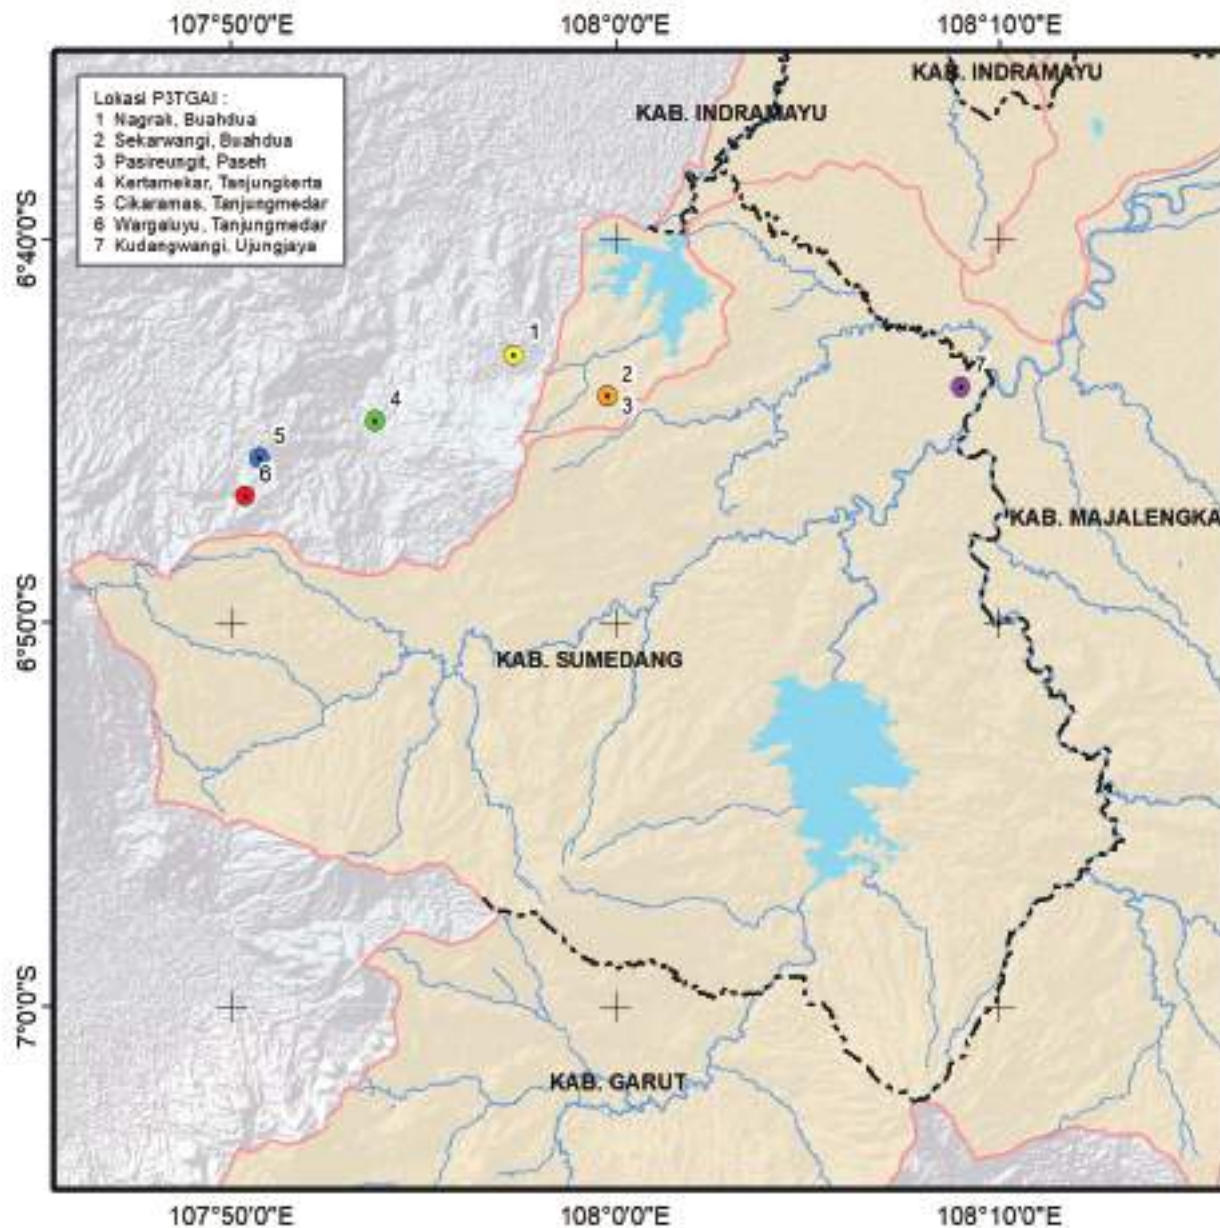 107°50'0"E 108°0'0"E 108°10'0"E
Lokasi P3TGAI :
1 Nagrak, Buahdua
2 Sekarwangi, Buahdua
3 Pasireungit, Paseh
4 Kertamekar, Tanjungkerta
5 Cikaramas, Tanjungmedar
6 Wargaluyu, Tanjungmedar
7 Kudangwangi, Ujungjaya
KAB. INDRAMAYU
KAB. INDRAMAYU
6°40'0"S
1
2
3
4
5
6
7
KAB. MAJALENGKA
6°50'0"S
KAB. SUMEDANG
7°0'0"S
KAB. GARUT
107°50'0"E 108°0'0"E 108°10'0"E